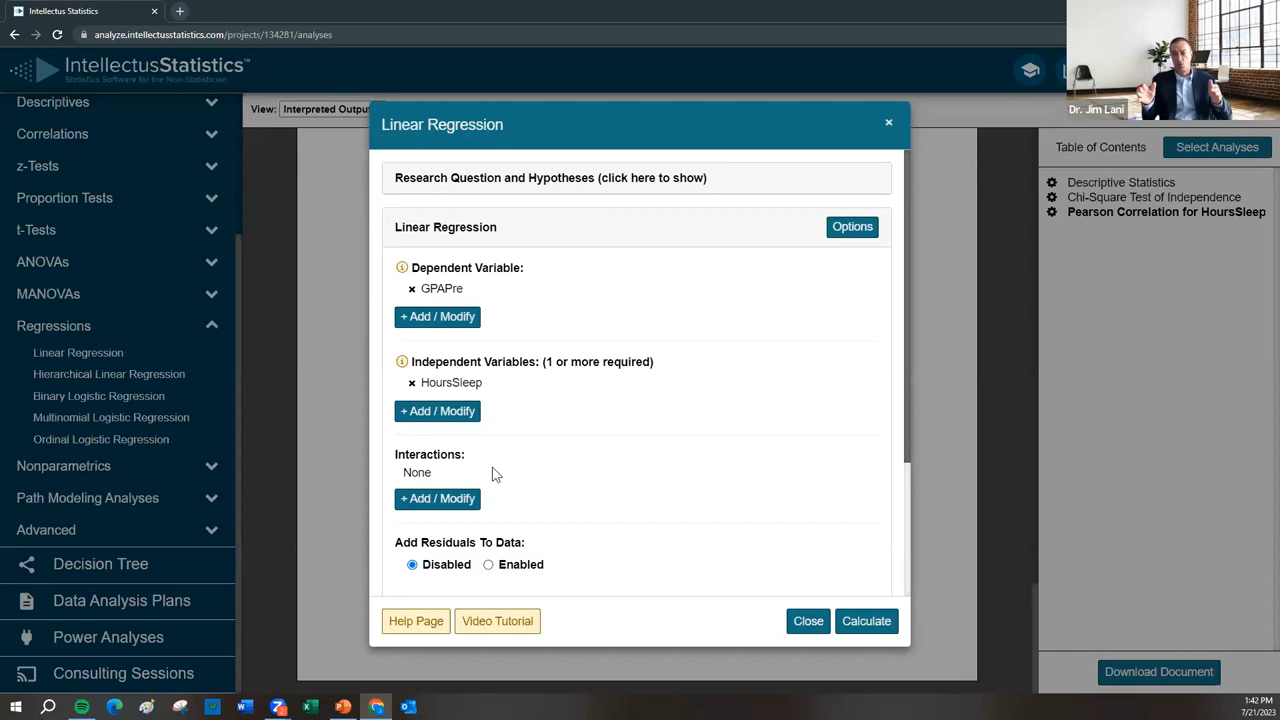 Intellectus Statistics
analyze.intellectusstatistics.com/projects/134281/analyses
IntellectusStatistics™
Statistics Software for the Non-Statistician
Descriptives
Correlations
z-Tests
Proportion Tests
t-Tests
ANOVAs
MANOVAs
Regressions
Linear Regression
Hierarchical Linear Regression
Binary Logistic Regression
Multinomial Logistic Regression
Ordinal Logistic Regression
Nonparametrics
Path Modeling Analyses
Advanced
Decision Tree
Data Analysis Plans
Power Analyses
Consulting Sessions
View: Interpreted Output
Linear Regression
Research Question and Hypotheses (click here to show)
Linear Regression
Options
Dependent Variable:
GPAPre
+ Add / Modify
Independent Variables: (1 or more required)
HoursSleep
+ Add / Modify
Interactions:
None
+ Add / Modify
Add Residuals To Data:
Disabled Enabled
Help Page Video Tutorial Close Calculate
Dr. Jim Lani
Table of Contents Select Analyses
Descriptive Statistics
Chi-Square Test of Independence
Pearson Correlation for HoursSleep
Download Document
1:42 PM
7/21/2023